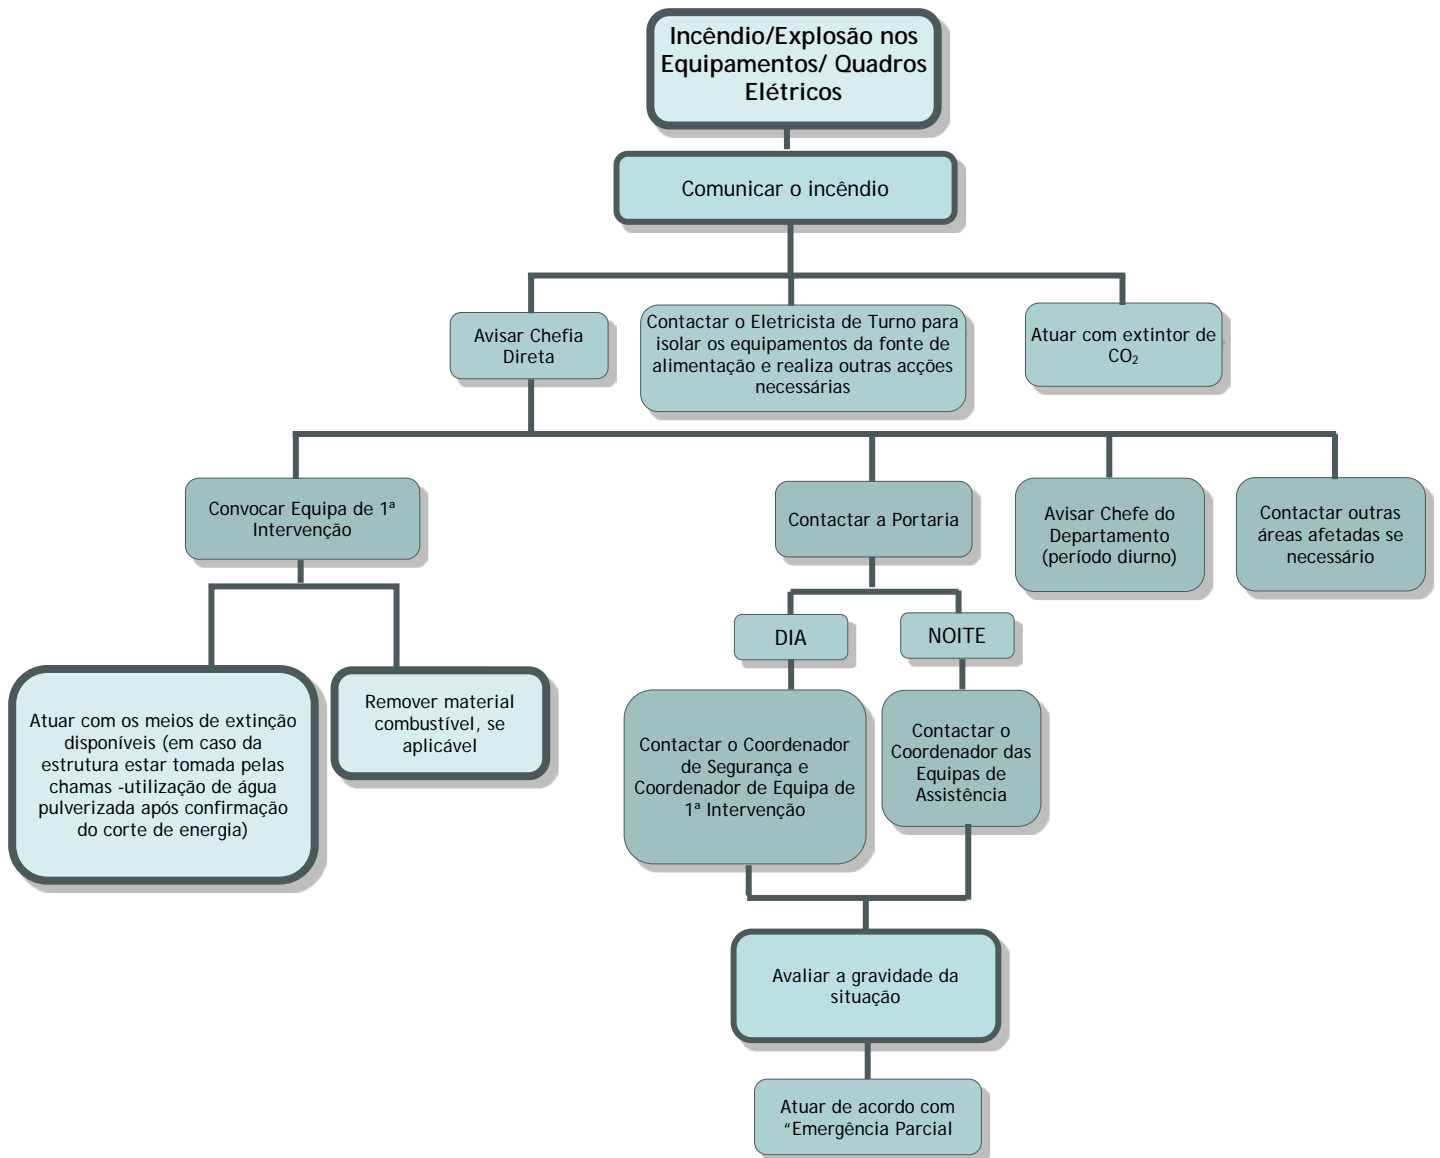 Incêndio/Explosão nos
Equipamentos/ Quadros
Elétricos
Comunicar o incêndio
Avisar Chefia
Direta
Contactar o Eletricista de Turno para
isolar os equipamentos da fonte de
alimentação e realiza outras acções
necessárias
Atuar com extintor de
CO₂
Convocar Equipa de 1ª
Intervenção
Contactar a Portaria
Avisar Chefe do
Departamento
(período diurno)
Contactar outras
áreas afetadas se
necessário
DIA
NOITE
Atuar com os meios de extinção
disponíveis (em caso da
estrutura estar tomada pelas
chamas -utilização de água
pulverizada após confirmação
do corte de energia)
Remover material
combustível, se
aplicável
Contactar o Coordenador
de Segurança e
Coordenador de Equipa de
1ª Intervenção
Contactar o
Coordenador das
Equipas de
Assistência
Avaliar a gravidade da
situação
Atuar de acordo com
“Emergência Parcial